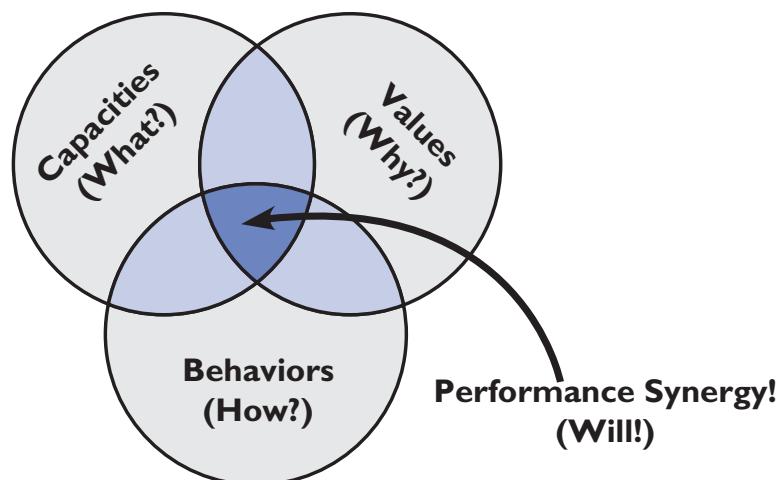 Capacities
(What?)
Values
(Why?)
Behaviors
(How?)
Performance Synergy!
(Will!)